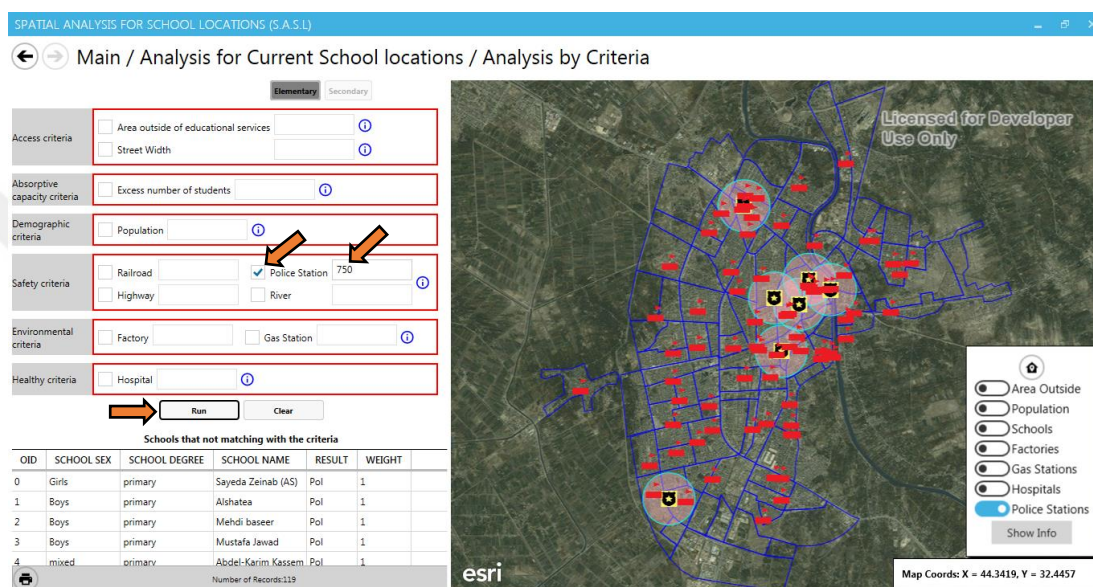 SPATIAL ANALYSIS FOR SCHOOL LOCATIONS (S.A.S.L)
Main / Analysis for Current School locations / Analysis by Criteria
Elementary Secondary
Access criteria
Area outside of educational services
Street Width
Absorptive capacity criteria
Excess number of students
Demographic criteria
Population
Safety criteria
Railroad
Police Station 750
Highway
River
Environmental criteria
Factory
Gas Station
Healthy criteria
Hospital
Run Clear
Schools that not matching with the criteria
OID SCHOOL SEX SCHOOL DEGREE SCHOOL NAME RESULT WEIGHT
0 Girls primary Sayeda Zeinab (AS) Pol 1
1 Boys primary Alshatea Pol 1
2 Boys primary Mehdi baseer Pol 1
3 Boys primary Mustafa Jawad Pol 1
4 mixed primary Abdel-Karim Kassem Pol 1
Number of Records:119
Licensed for Developer
Use Only
Area Outside
Population
Schools
Factories
Gas Stations
Hospitals
Police Stations
Show Info
esri
Map Coords: X = 44.3419, Y = 32.4457